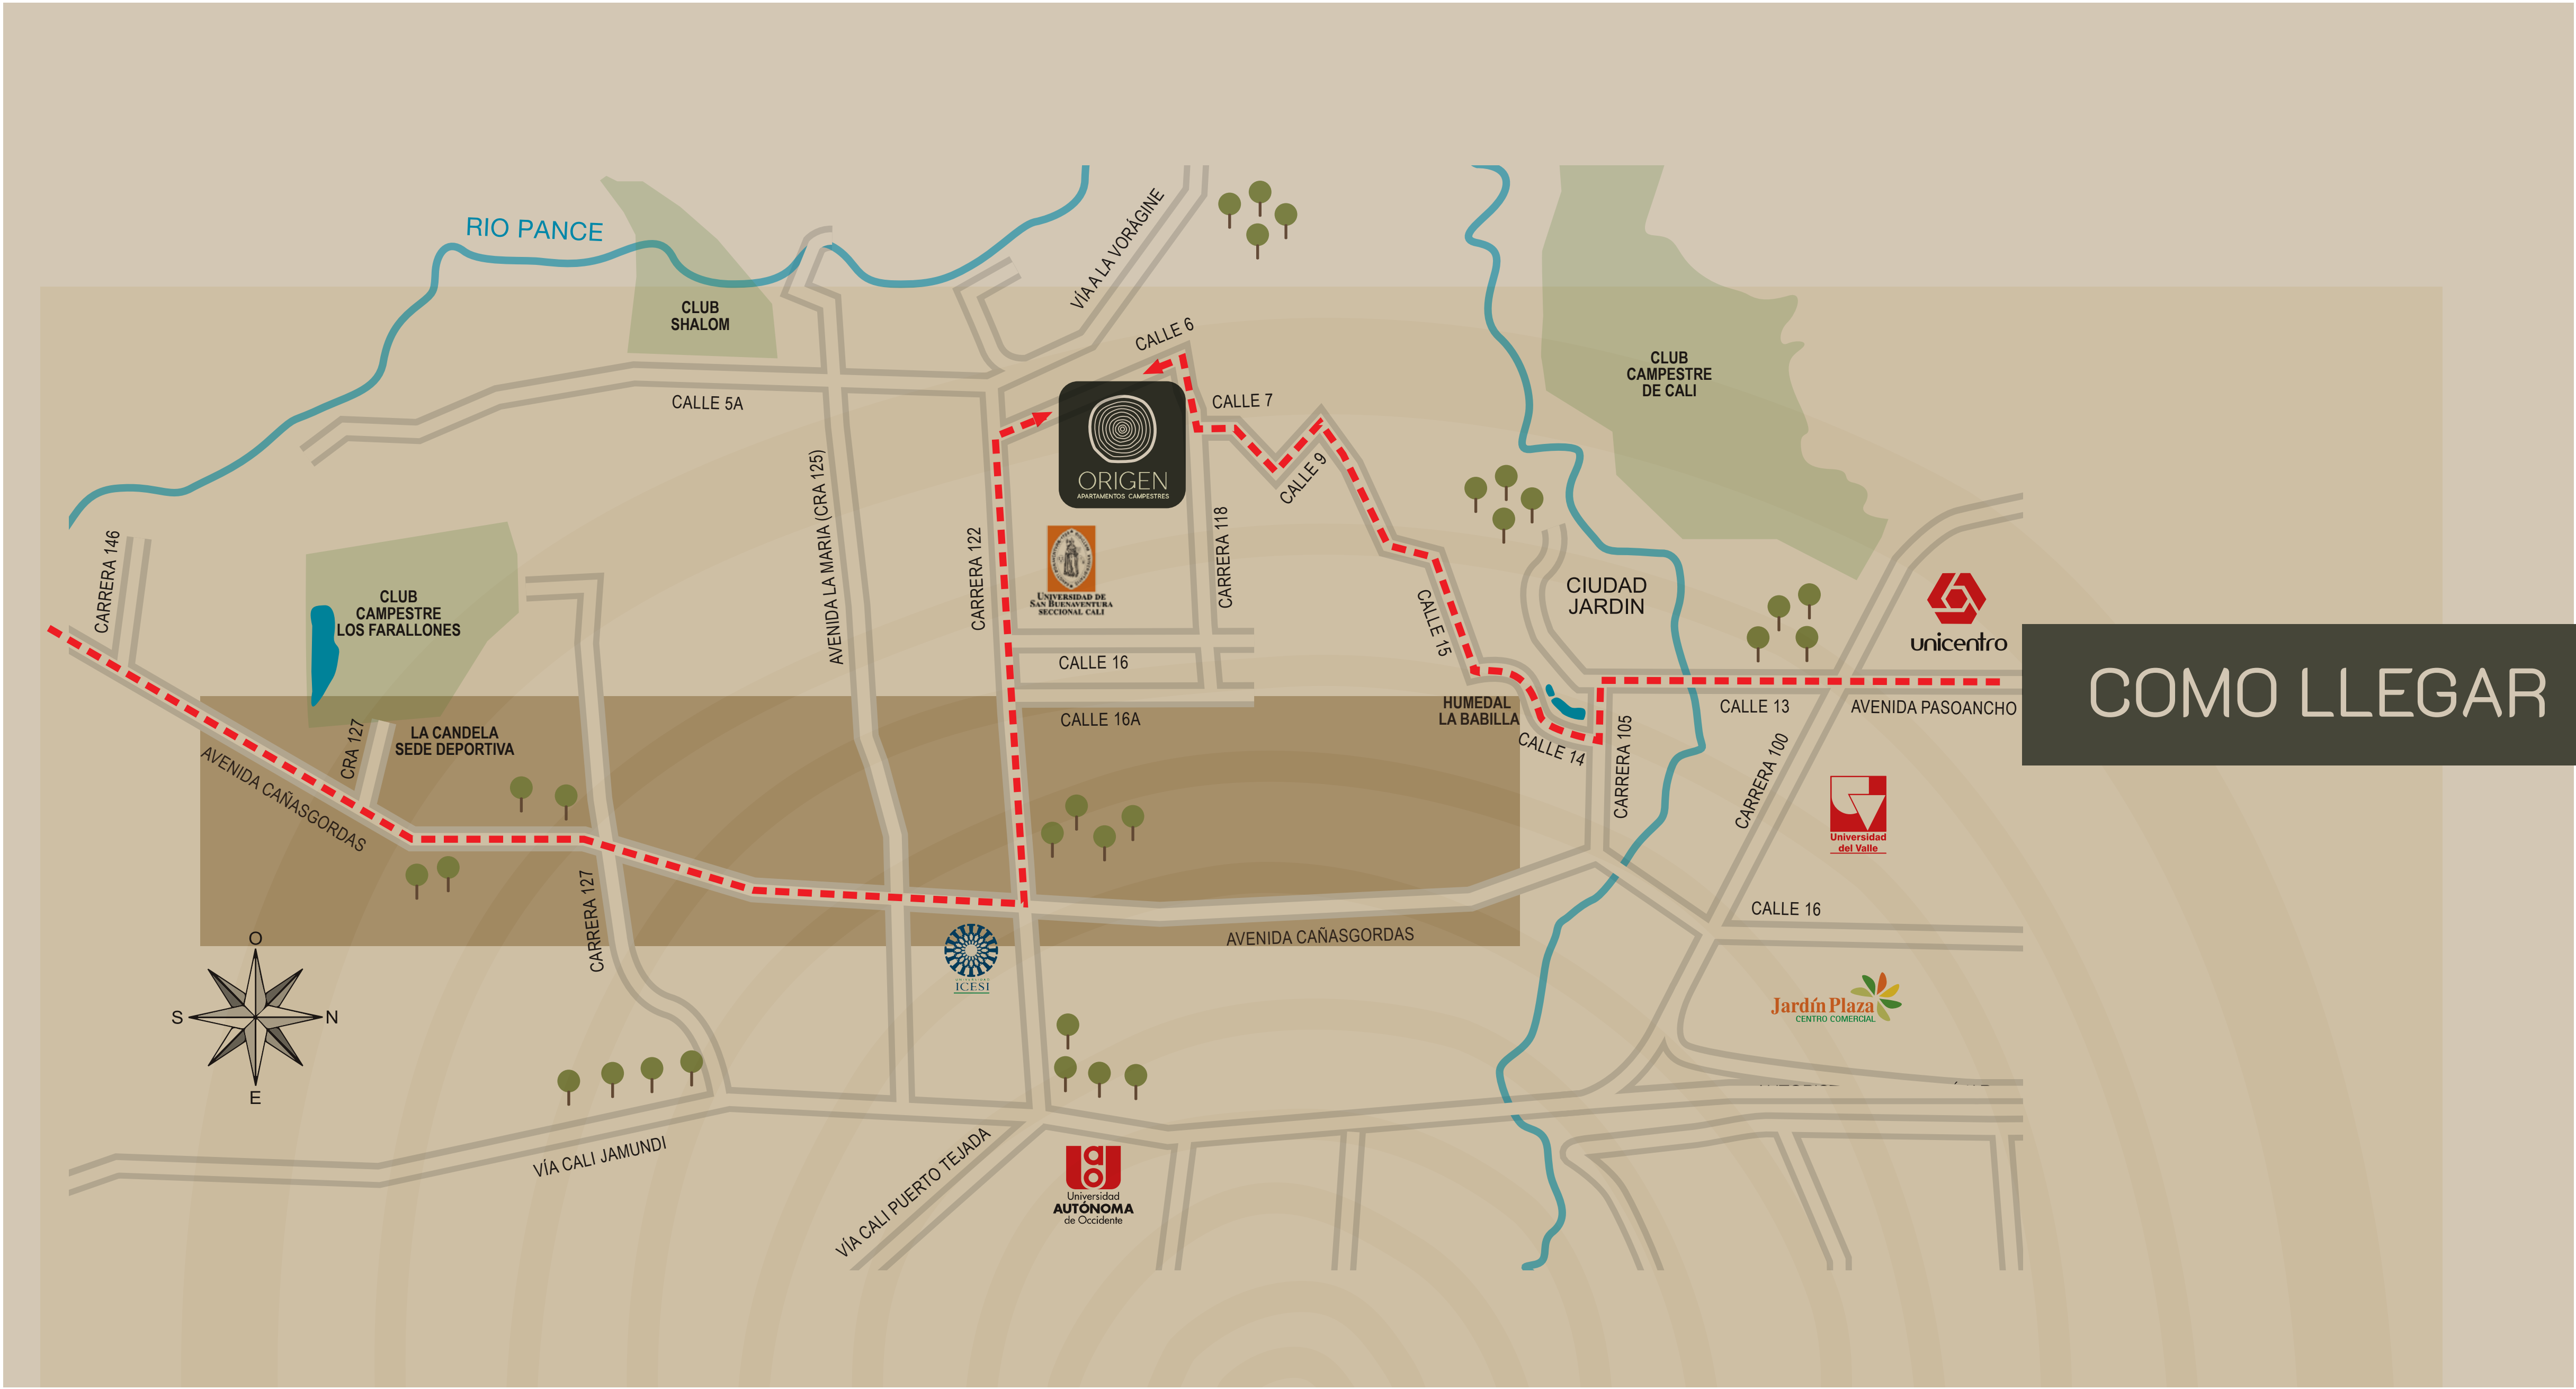 RIO PANCE
VÍA A LA VORÁGINE
CLUB
SHALOM
CALLE 6
CLUB
CAMPESTRE
DE CALI
CALLE 5A
CALLE 7
ORIGEN
APARTAMENTOS CAMPESTRES
CALLE 9
AVENIDA LA MARIA (CRA 125)
CARRERA 146
CARRERA 122
CARRERA 118
UNIVERSIDAD DE
SAN BUENAVENTURA
SECCIONAL CALI
CLUB
CAMPESTRE
LOS FARALLONES
CIUDAD
JARDIN
CALLE 15
unicentro
CALLE 16
COMO LLEGAR
HUMEDAL
LA BABILLA
CALLE 13
AVENIDA PASOANCHO
CALLE 16A
CRA 127
LA CANDELA
SEDE DEPORTIVA
CALLE 14
CARRERA 105
CARRERA 100
AVENIDA CAÑASGORDAS
Universidad
del Valle
CARRERA 127
CALLE 16
AVENIDA CAÑASGORDAS
O
S
N
E
UNIVERSIDAD
ICESI
Jardín Plaza
CENTRO COMERCIAL
VÍA CALI JAMUNDI
VÍA CALI PUERTO TEJADA
uao
Universidad
AUTÓNOMA
de Occidente